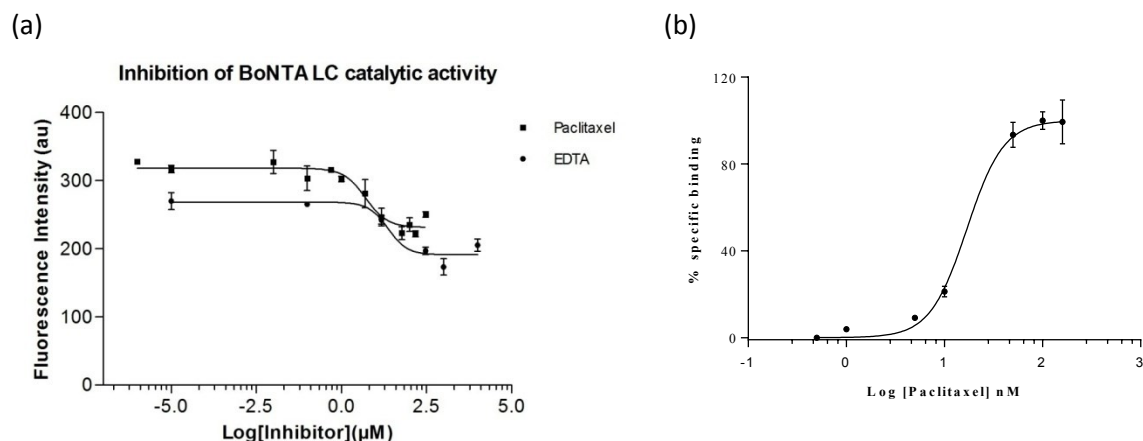 (a)
Inhibition of BoNTA LC catalytic activity
400
300
200
100
0
Fluorescence Intensity (au)
-5.0
-2.5
0.0
2.5
5.0
Log[Inhibitor](µM)
Paclitaxel
EDTA
(b)
120
80
40
0
% specific binding
-1
0
1
2
3
Log [Paclitaxel] nM